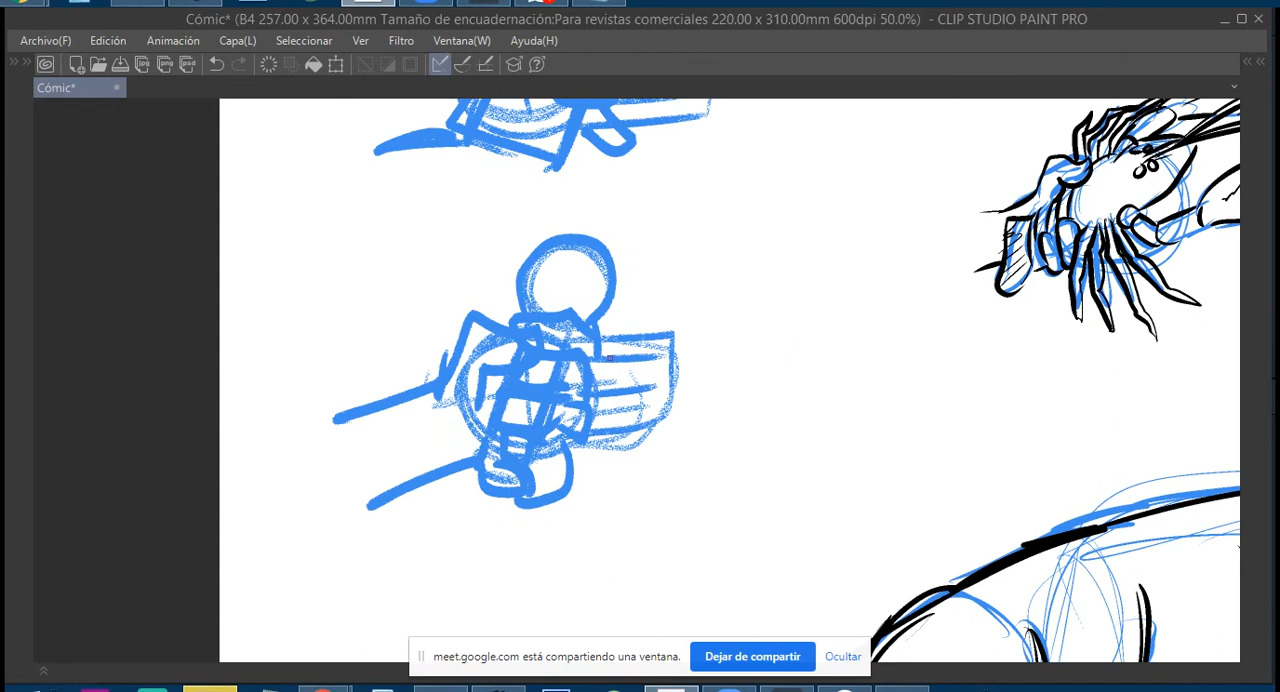 Cómic* (B4 257.00 x 364.00mm Tamaño de encuadernación:Para revistas comerciales 220.00 x 310.00mm 600dpi 50.0%) - CLIP STUDIO PAINT PRO
Archivo(F) Edición Animación Capa(L) Seleccionar Ver Filtro Ventana(W) Ayuda(H)
Cómic*
meet.google.com está compartiendo una ventana. Dejar de compartir Ocultar